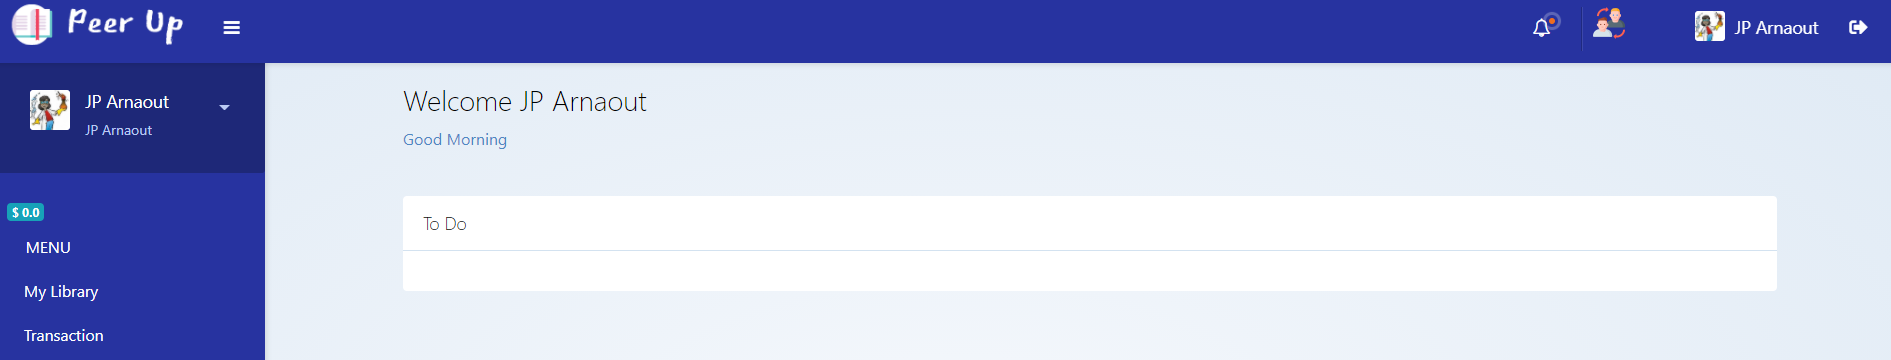 Peer Up
JP Arnaout
JP Arnaout
JP Arnaout
$ 0.0
MENU
My Library
Transaction
Welcome JP Arnaout
Good Morning
To Do